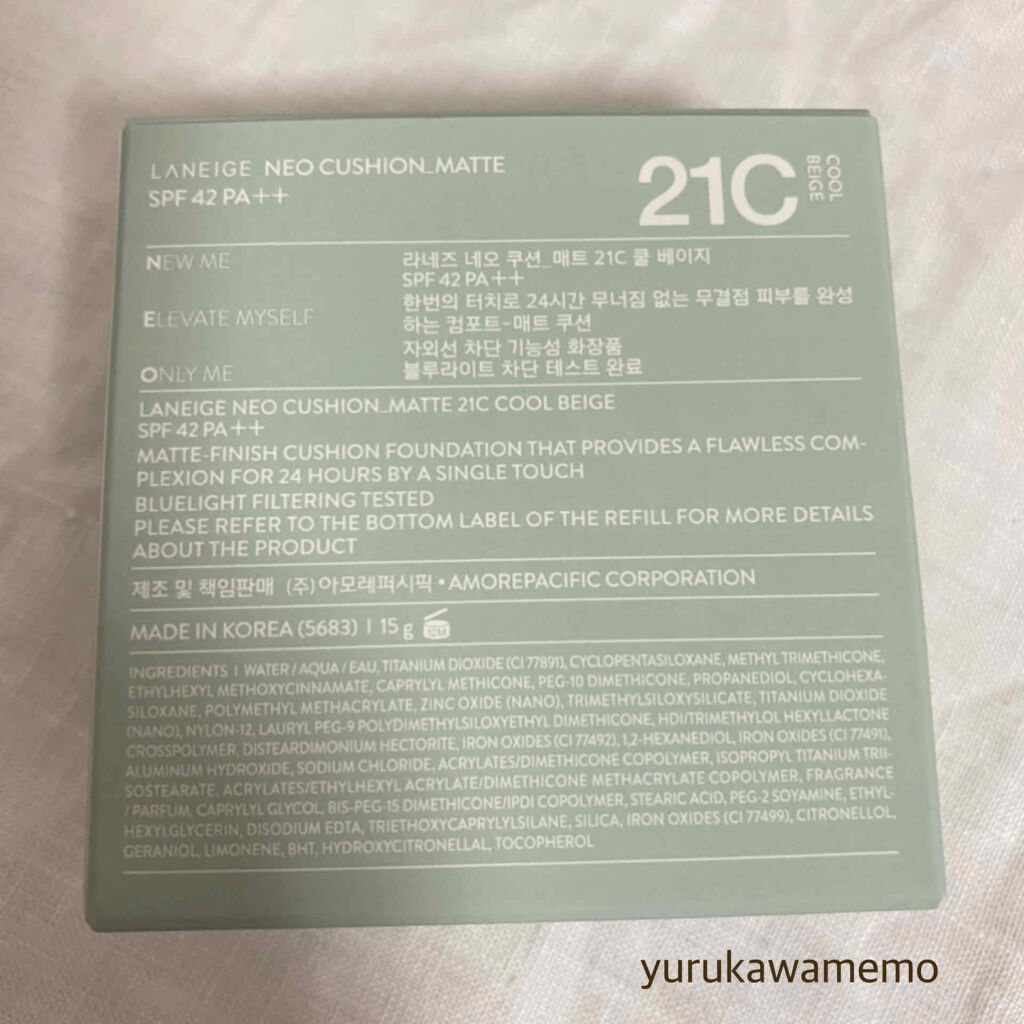 LANEIGE NEO CUSHION_MATTE
SPF 42 PA++
21C COOL BEIGE
NEW ME
ELEVATE MYSELF
ONLY ME
라네즈 네오 쿠션_매트 21C 쿨 베이지
SPF 42 PA++
한번의 터치로 24시간 무너짐 없는 무결점 피부를 완성
하는 컴포트-매트 쿠션
자외선 차단 기능성 화장품
블루라이트 차단 테스트 완료
LANEIGE NEO CUSHION_MATTE 21C COOL BEIGE
SPF 42 PA++
MATTE-FINISH CUSHION FOUNDATION THAT PROVIDES A FLAWLESS COM-
PLEXION FOR 24 HOURS BY A SINGLE TOUCH
BLUELIGHT FILTERING TESTED
PLEASE REFER TO THE BOTTOM LABEL OF THE REFILL FOR MORE DETAILS
ABOUT THE PRODUCT
제조 및 책임판매 (주)아모레퍼시픽 • AMOREPACIFIC CORPORATION
MADE IN KOREA (5683) | 15 g 12M
INGREDIENTS | WATER / AQUA / EAU, TITANIUM DIOXIDE (CI 77891), CYCLOPENTASILOXANE, METHYL TRIMETHICONE,
ETHYLHEXYL METHOXYCINNAMATE, CAPRYLYL METHICONE, PEG-10 DIMETHICONE, PROPANEDIOL, CYCLOHEXA-
SILOXANE, POLYMETHYL METHACRYLATE, ZINC OXIDE (NANO), TRIMETHYLSILOXYSILICATE, TITANIUM DIOXIDE
(NANO), NYLON-12, LAURYL PEG-9 POLYDIMETHYLSILOXYETHYL DIMETHICONE, HDI/TRIMETHYLOL HEXYLLACTONE
CROSSPOLYMER, DISTEARDIMONIUM HECTORITE, IRON OXIDES (CI 77492), 1,2-HEXANEDIOL, IRON OXIDES (CI 77491),
ALUMINUM HYDROXIDE, SODIUM CHLORIDE, ACRYLATES/DIMETHICONE COPOLYMER, ISOPROPYL TITANIUM TRII-
SOSTEARATE, ACRYLATES/ETHYLHEXYL ACRYLATE/DIMETHICONE METHACRYLATE COPOLYMER, FRAGRANCE
/ PARFUM, CAPRYLYL GLYCOL, BIS-PEG-15 DIMETHICONE/IPDI COPOLYMER, STEARIC ACID, PEG-2 SOYAMINE, ETHYL-
HEXYLGLYCERIN, DISODIUM EDTA, TRIETHOXYCAPRYLYLSILANE, SILICA, IRON OXIDES (CI 77499), CITRONELLOL,
GERANIOL, LIMONENE, BHT, HYDROXYCITRONELLAL, TOCOPHEROL
yurukawamemo